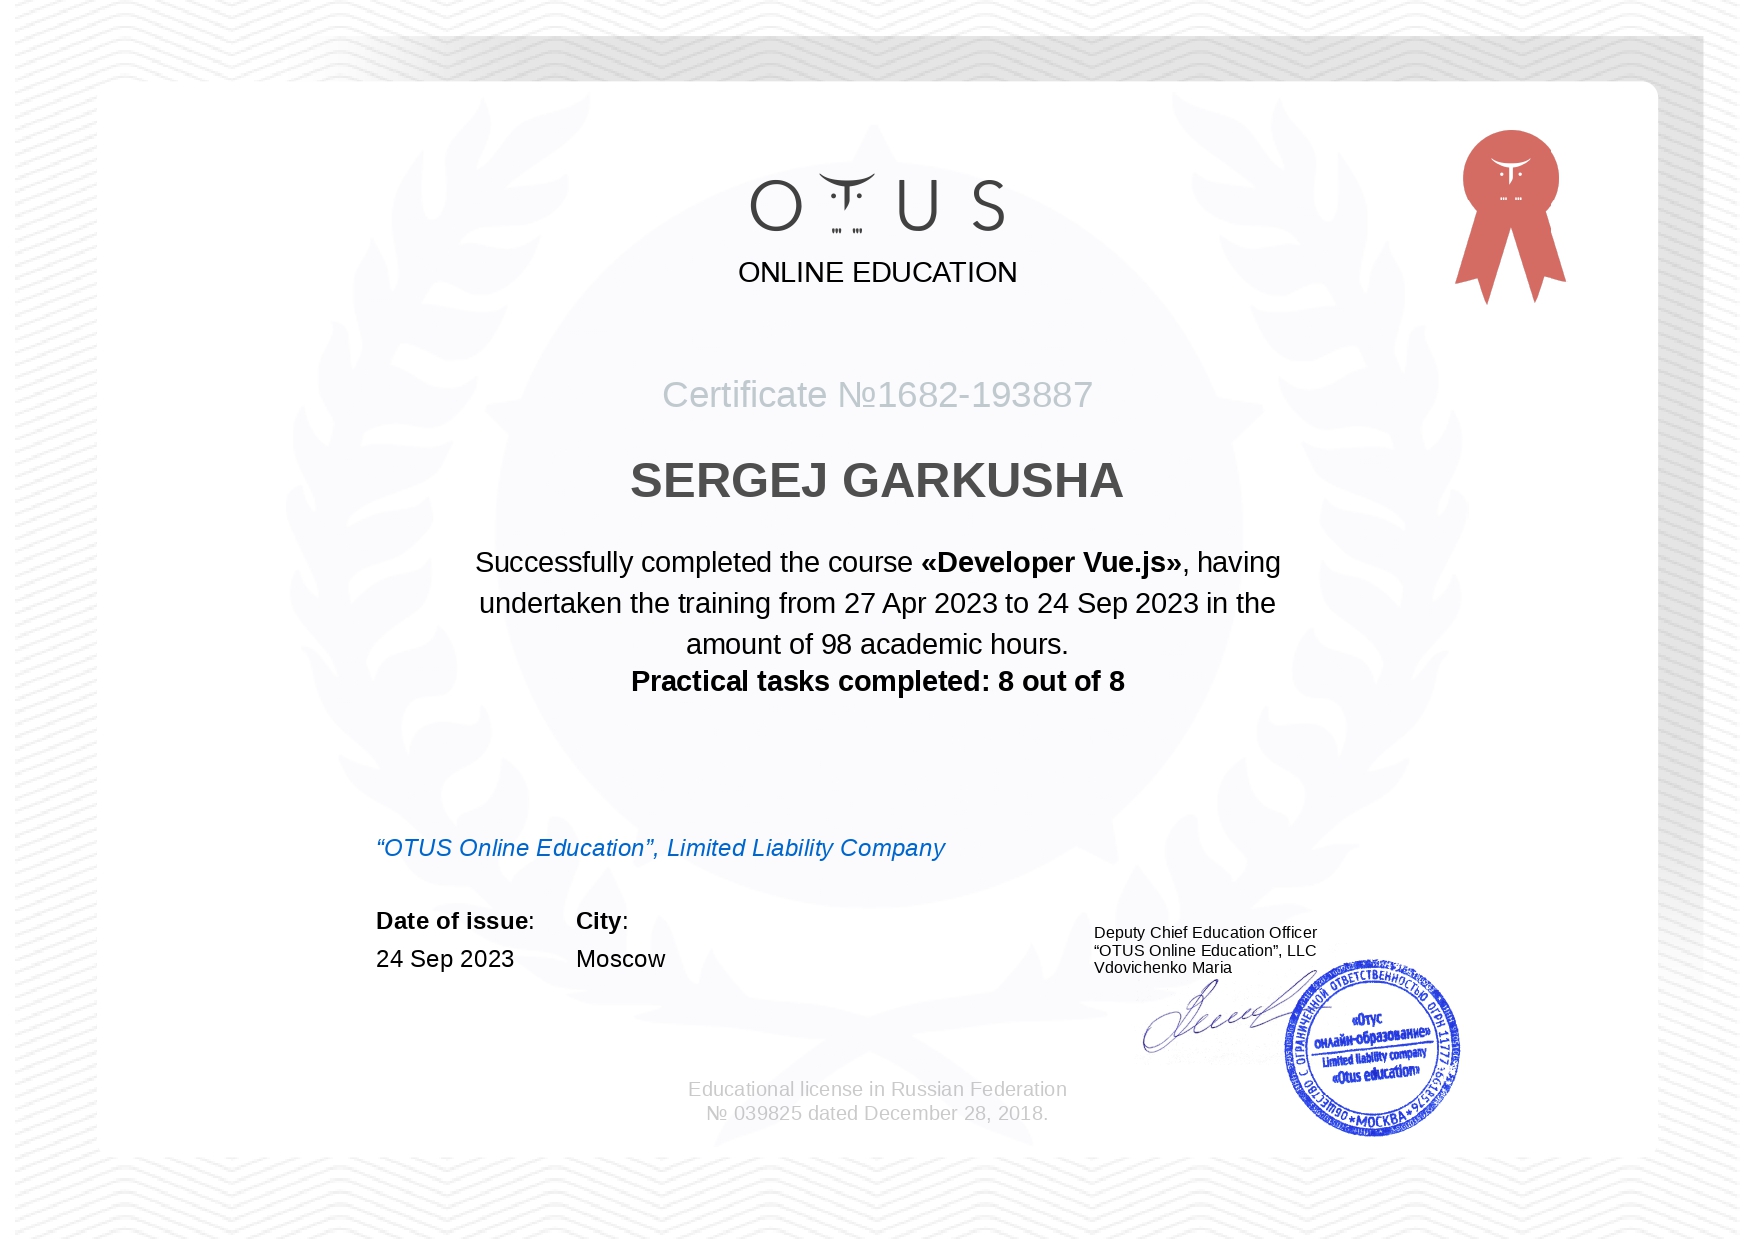 OTUS
ONLINE EDUCATION
Certificate №1682-193887
SERGEJ GARKUSHA
Successfully completed the course «Developer Vue.js», having
undertaken the training from 27 Apr 2023 to 24 Sep 2023 in the
amount of 98 academic hours.
Practical tasks completed: 8 out of 8
“OTUS Online Education”, Limited Liability Company
Date of issue:
City:
24 Sep 2023
Moscow
Deputy Chief Education Officer
“OTUS Online Education”, LLC
Vdovichenko Maria
ОБЩЕСТВО С ОГРАНИЧЕННОЙ ОТВЕТСТВЕННОСТЬЮ ОГРН
«Отус
онлайн-образование»
Limited liability company
«Otus education»
* МОСКВА *
Educational license in Russian Federation
№ 039825 dated December 28, 2018.